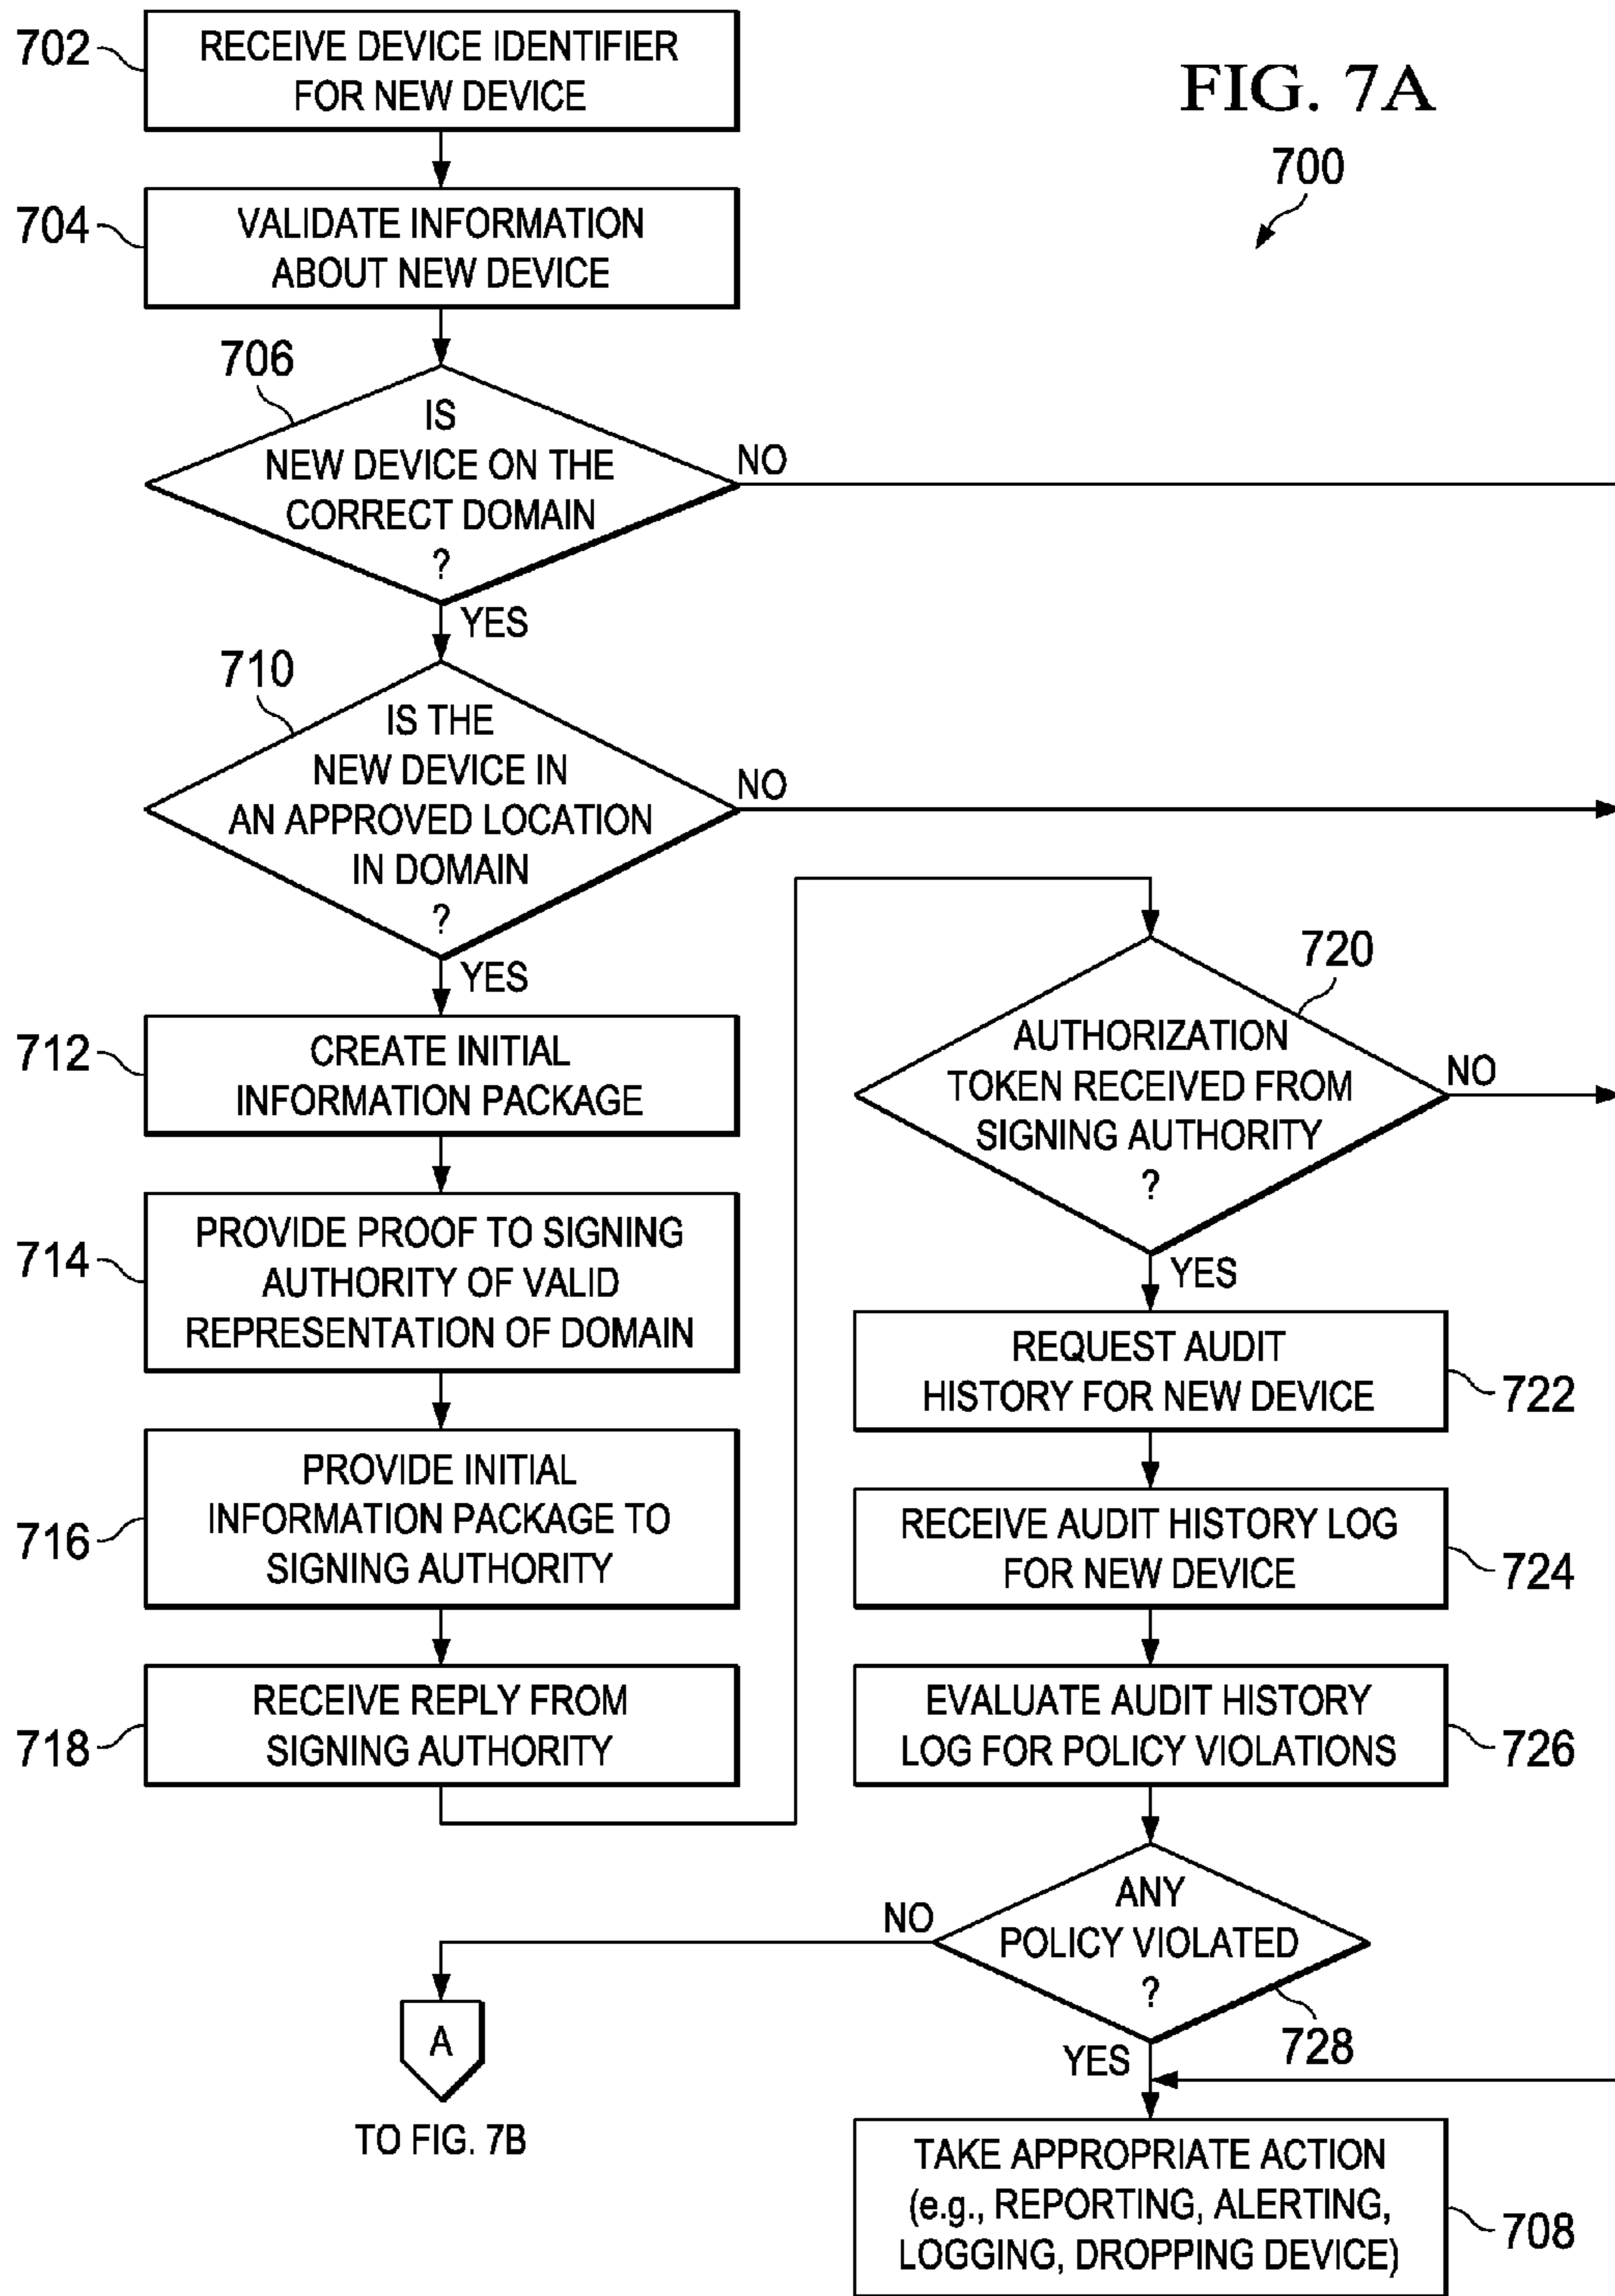 FIG. 7A
700
702
RECEIVE DEVICE IDENTIFIER
FOR NEW DEVICE
704
VALIDATE INFORMATION
ABOUT NEW DEVICE
706
IS
NEW DEVICE ON THE
CORRECT DOMAIN
?
NO
YES
710
IS THE
NEW DEVICE IN
AN APPROVED LOCATION
IN DOMAIN
?
NO
YES
712
CREATE INITIAL
INFORMATION PACKAGE
714
PROVIDE PROOF TO SIGNING
AUTHORITY OF VALID
REPRESENTATION OF DOMAIN
716
PROVIDE INITIAL
INFORMATION PACKAGE TO
SIGNING AUTHORITY
718
RECEIVE REPLY FROM
SIGNING AUTHORITY
720
AUTHORIZATION
TOKEN RECEIVED FROM
SIGNING AUTHORITY
?
NO
YES
REQUEST AUDIT
HISTORY FOR NEW DEVICE
722
RECEIVE AUDIT HISTORY LOG
FOR NEW DEVICE
724
EVALUATE AUDIT HISTORY
LOG FOR POLICY VIOLATIONS
726
ANY
POLICY VIOLATED
?
728
NO
A
TO FIG. 7B
YES
TAKE APPROPRIATE ACTION
(e.g., REPORTING, ALERTING,
LOGGING, DROPPING DEVICE)
708